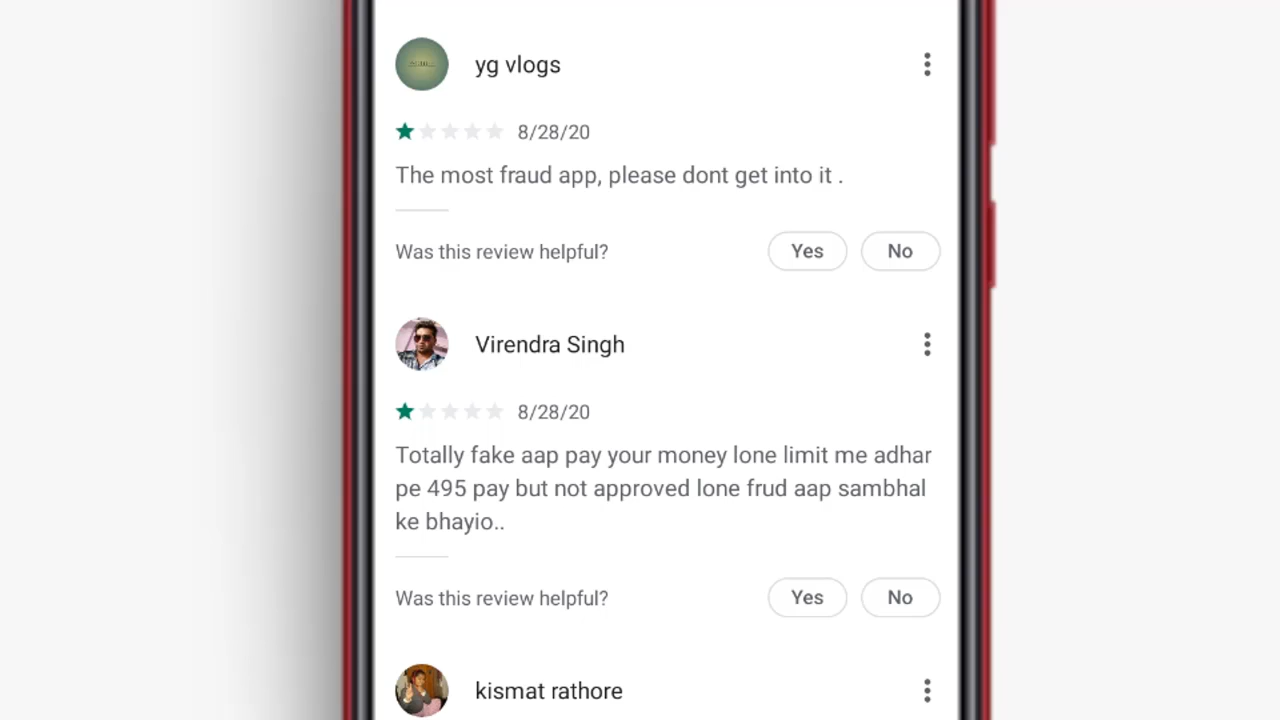 yg vlogs
8/28/20
The most fraud app, please dont get into it .
Was this review helpful?
Yes
No
Virendra Singh
8/28/20
Totally fake aap pay your money lone limit me adhar
pe 495 pay but not approved lone frud aap sambhal
ke bhayio..
Was this review helpful?
Yes
No
kismat rathore